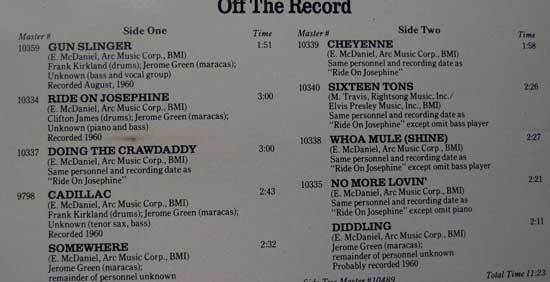 Off The Record
Master # Side One Time
10359 GUN SLINGER 1:51
(E. McDaniel, Arc Music Corp., BMI)
Frank Kirkland (drums); Jerome Green (maracas);
Unknown (bass and vocal group)
Recorded August, 1960
10334 RIDE ON JOSEPHINE 3:00
(E. McDaniel, Arc Music Corp., BMI)
Clifton James (drums); Jerome Green (maracas);
Unknown (piano and bass)
Recorded 1960
10337 DOING THE CRAWDADDY 3:00
(E. McDaniel, Arc Music Corp., BMI)
Same personnel and recording date as
"Ride On Josephine"
9798 CADILLAC 2:43
(E. McDaniel, Arc Music Corp., BMI)
Frank Kirkland (drums); Jerome Green (maracas);
Unknown (tenor sax, bass)
Recorded 1960
SOMEWHERE 2:32
(E. McDaniel, Arc Music Corp., BMI)
Jerome Green (maracas);
remainder of personnel unknown
Master # Side Two Time
10339 CHEYENNE 1:58
(E. McDaniel, Arc Music Corp., BMI)
Same personnel and recording date as
"Ride On Josephine"
10340 SIXTEEN TONS 2:26
(M. Travis, Rightsong Music, Inc./
Elvis Presley Music, Inc., BMI)
Same personnel and recording date as
"Ride On Josephine" except omit bass player
10338 WHOA MULE (SHINE) 2:27
(E. McDaniel, Arc Music Corp., BMI)
Same personnel and recording date as
"Ride On Josephine" except omit bass player
10335 NO MORE LOVIN' 2:21
(E. McDaniel, Arc Music Corp., BMI)
Same personnel and recording date as
"Ride On Josephine" except omit piano
DIDDLING 2:11
(E. McDaniel, Arc Music Corp., BMI)
Jerome Green (maracas);
remainder of personnel unknown
Probably recorded 1960
Total Time 11:23
Side Two Master #10489